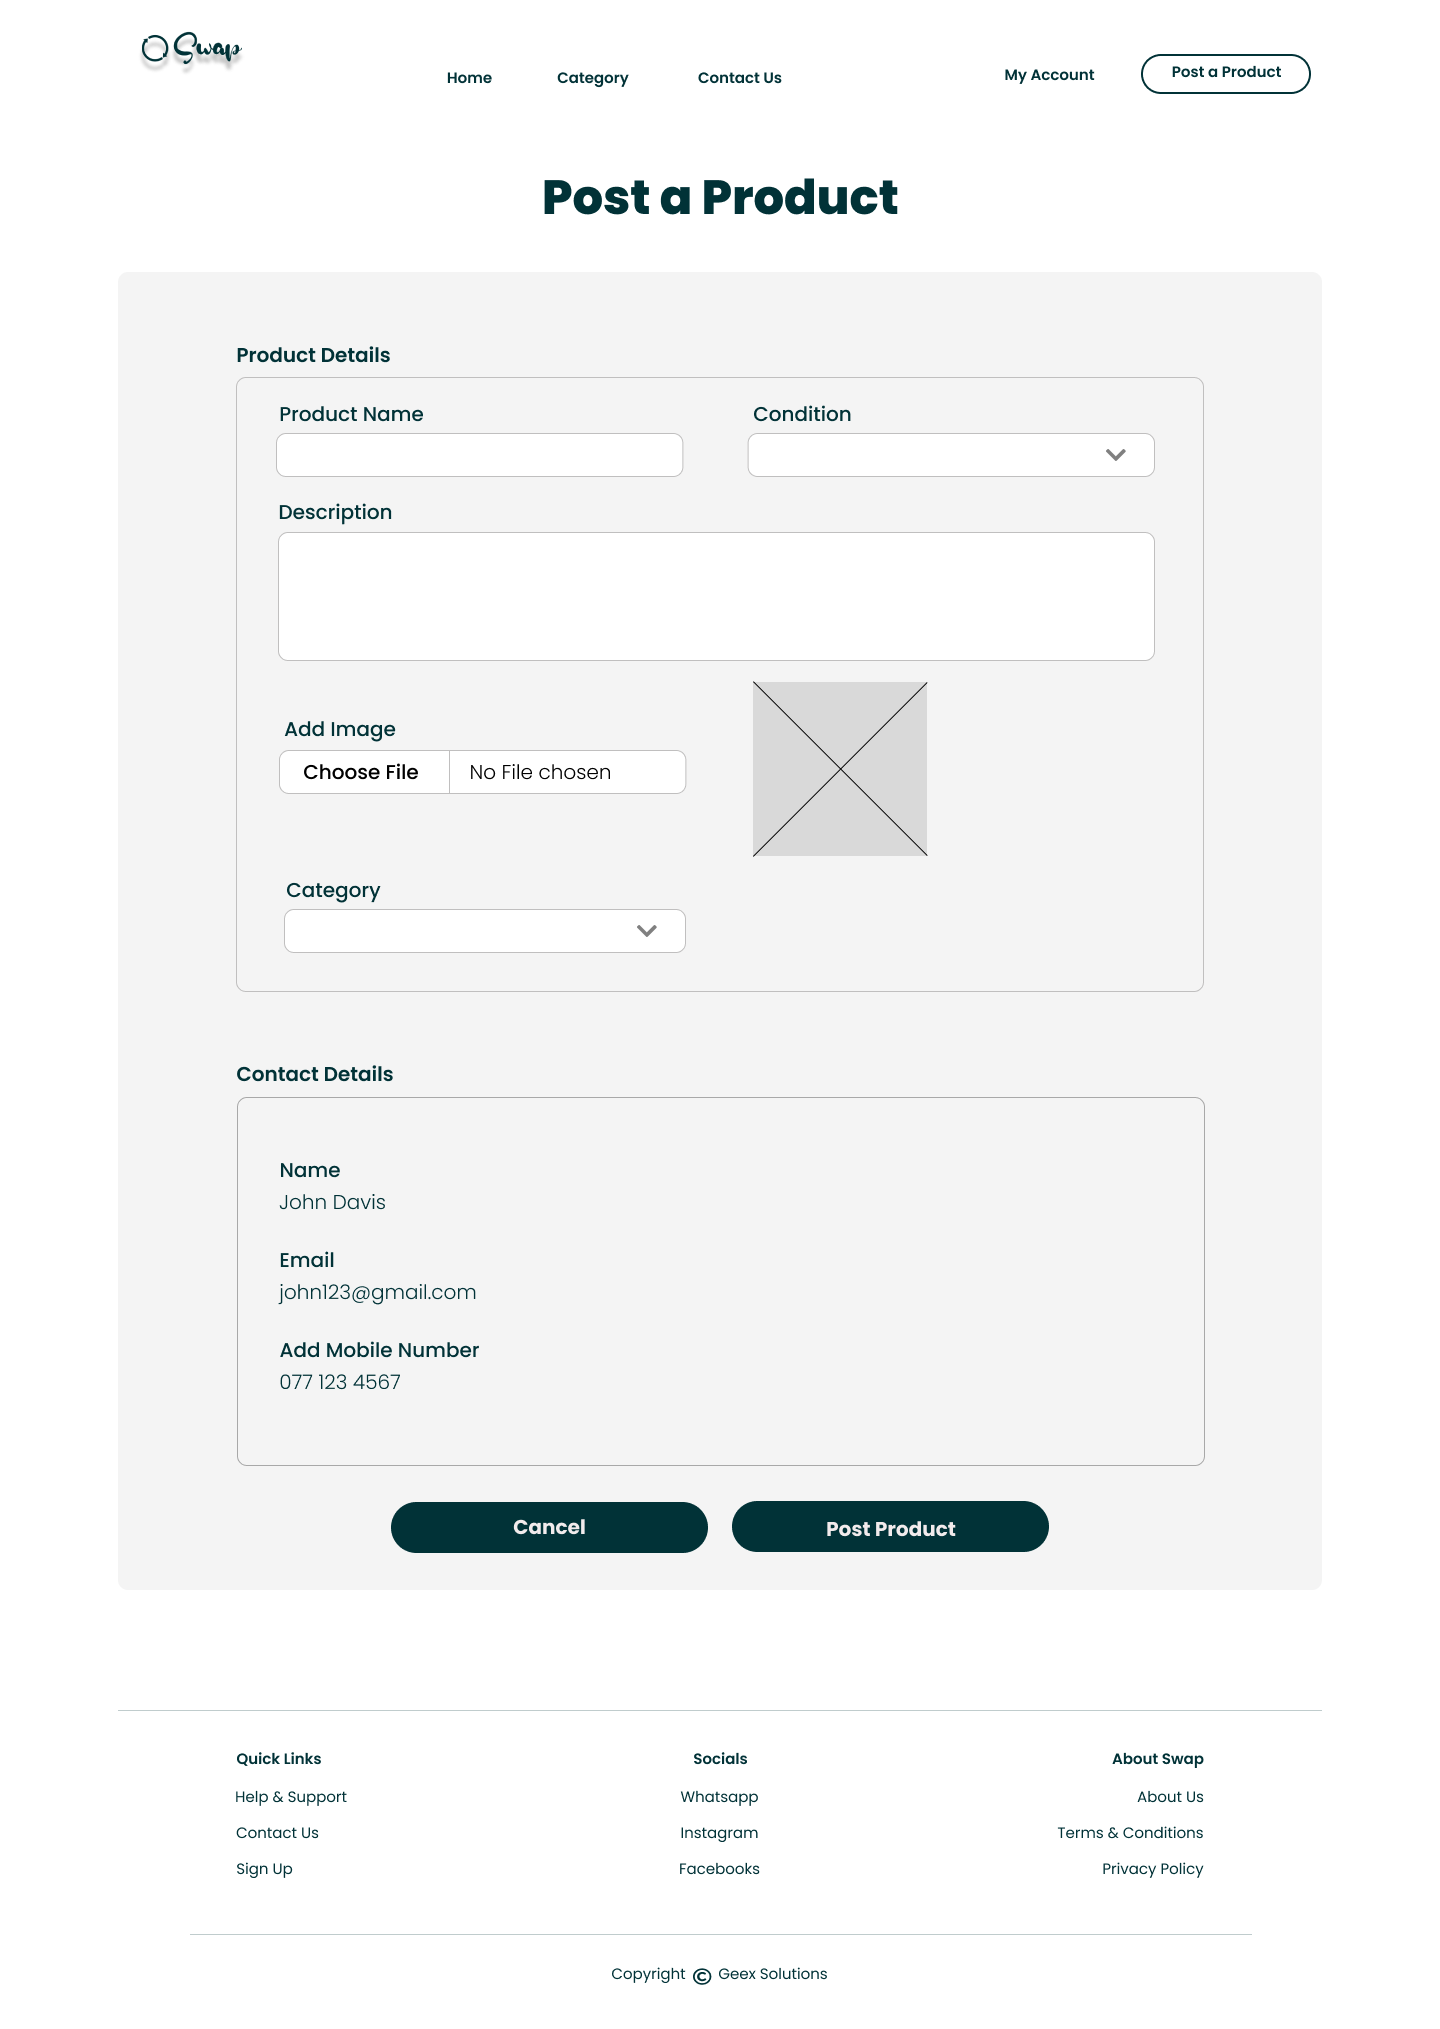 Swap
Home
Category
Contact Us
My Account
Post a Product
Post a Product
Product Details
Product Name
Condition
Description
Add Image
Choose File
No File chosen
Category
Contact Details
Name
John Davis
Email
john123@gmail.com
Add Mobile Number
077 123 4567
Cancel
Post Product
Quick Links
Help & Support
Contact Us
Sign Up
Socials
Whatsapp
Instagram
Facebooks
About Swap
About Us
Terms & Conditions
Privacy Policy
Copyright © Geex Solutions